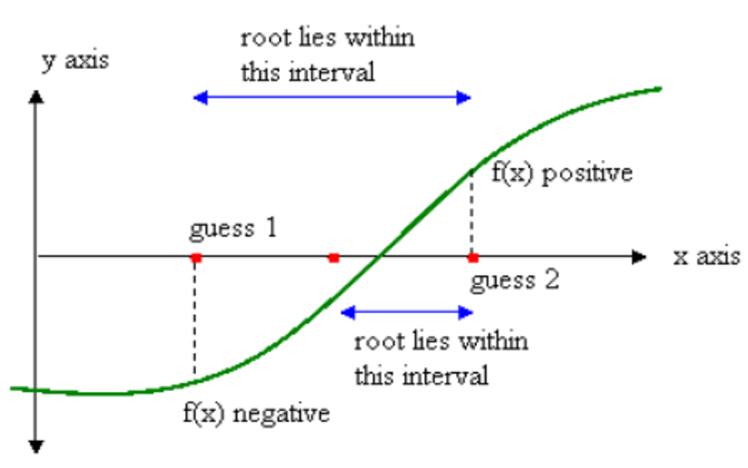 root lies within
this interval
y axis
f(x) positive
guess 1
x axis
guess 2
root lies within
this interval
f(x) negative